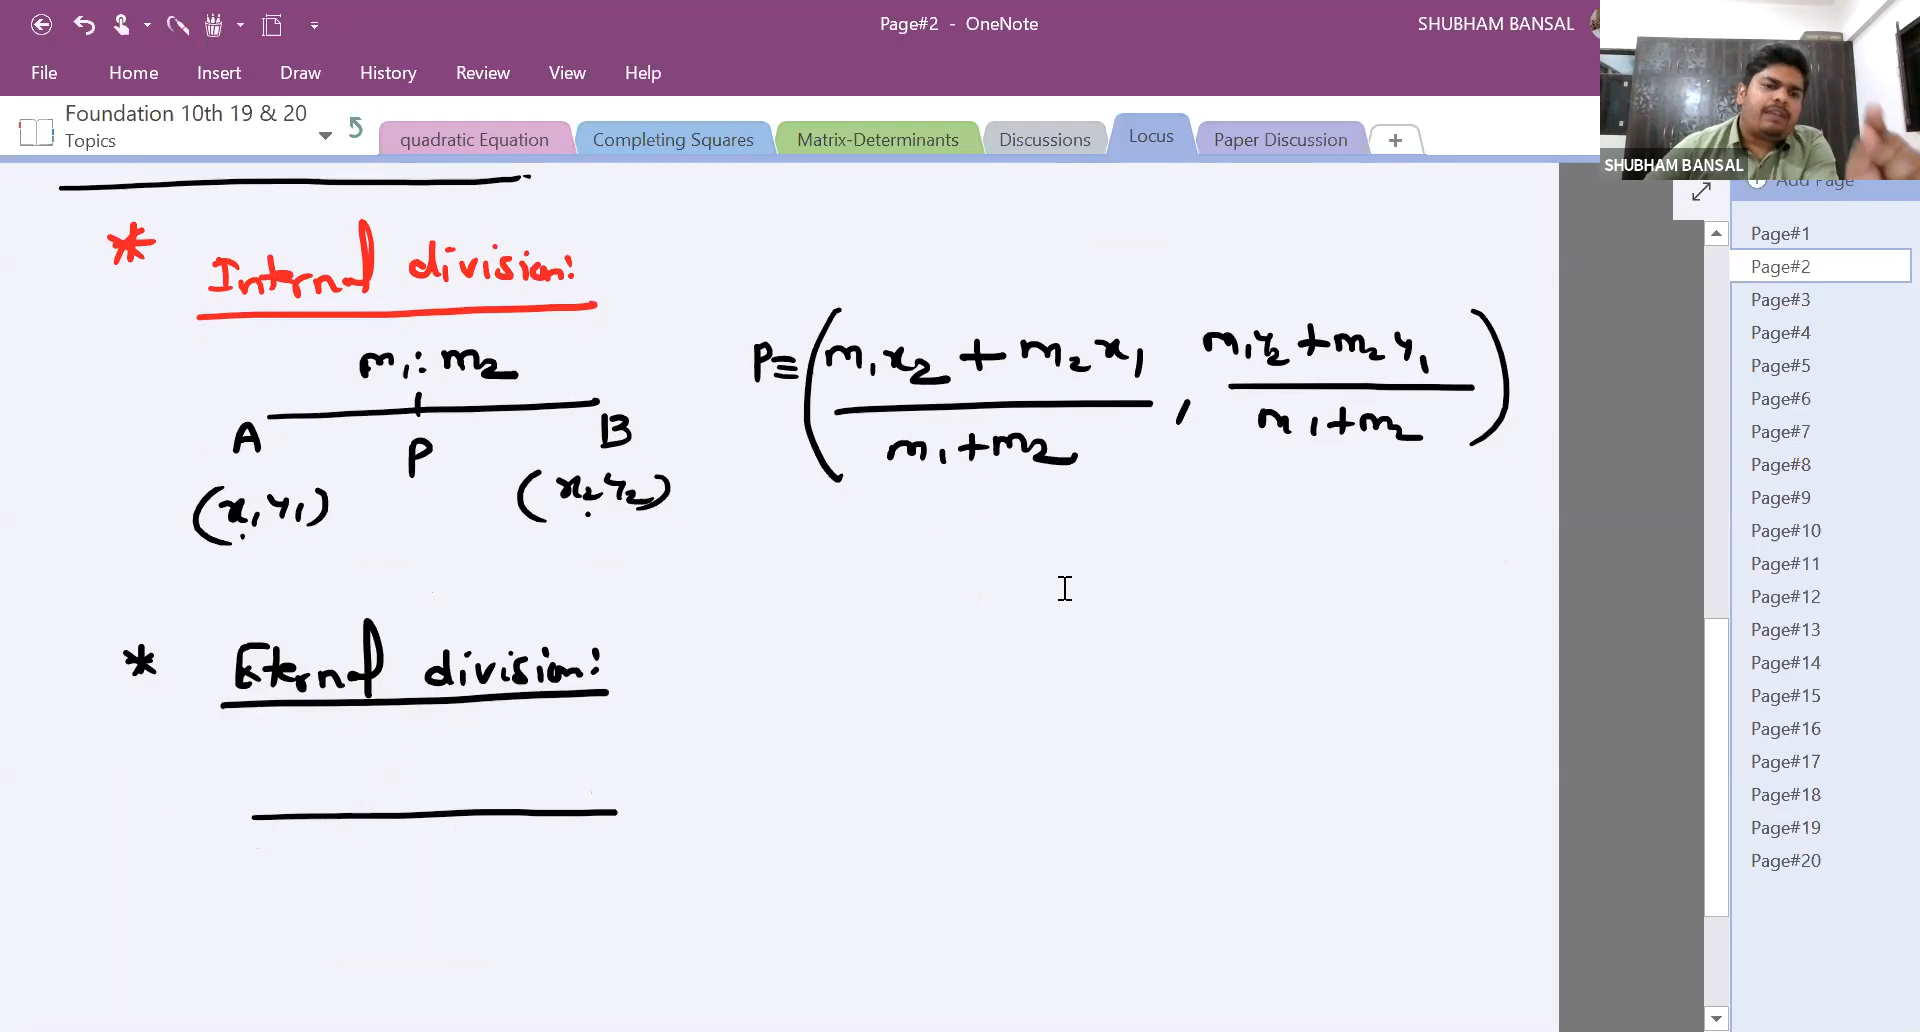 Page#2 - OneNote
SHUBHAM BANSAL
File Home Insert Draw History Review View Help
Foundation 10th 19 & 20
Topics
quadratic Equation
Completing Squares
Matrix-Determinants
Discussions
Locus
Paper Discussion
+
SHUBHAM BANSAL
Add Page
Page#1
Page#2
Page#3
Page#4
Page#5
Page#6
Page#7
Page#8
Page#9
Page#10
Page#11
Page#12
Page#13
Page#14
Page#15
Page#16
Page#17
Page#18
Page#19
Page#20
* Internal division:
m₁ : m₂
A P B
(x₁ y₁) (x₂ y₂)
P ≡ ( m₁x₂ + m₂x₁ / m₁+m₂ , m₁y₂ + m₂y₁ / m₁+m₂ )
* Eternal division: